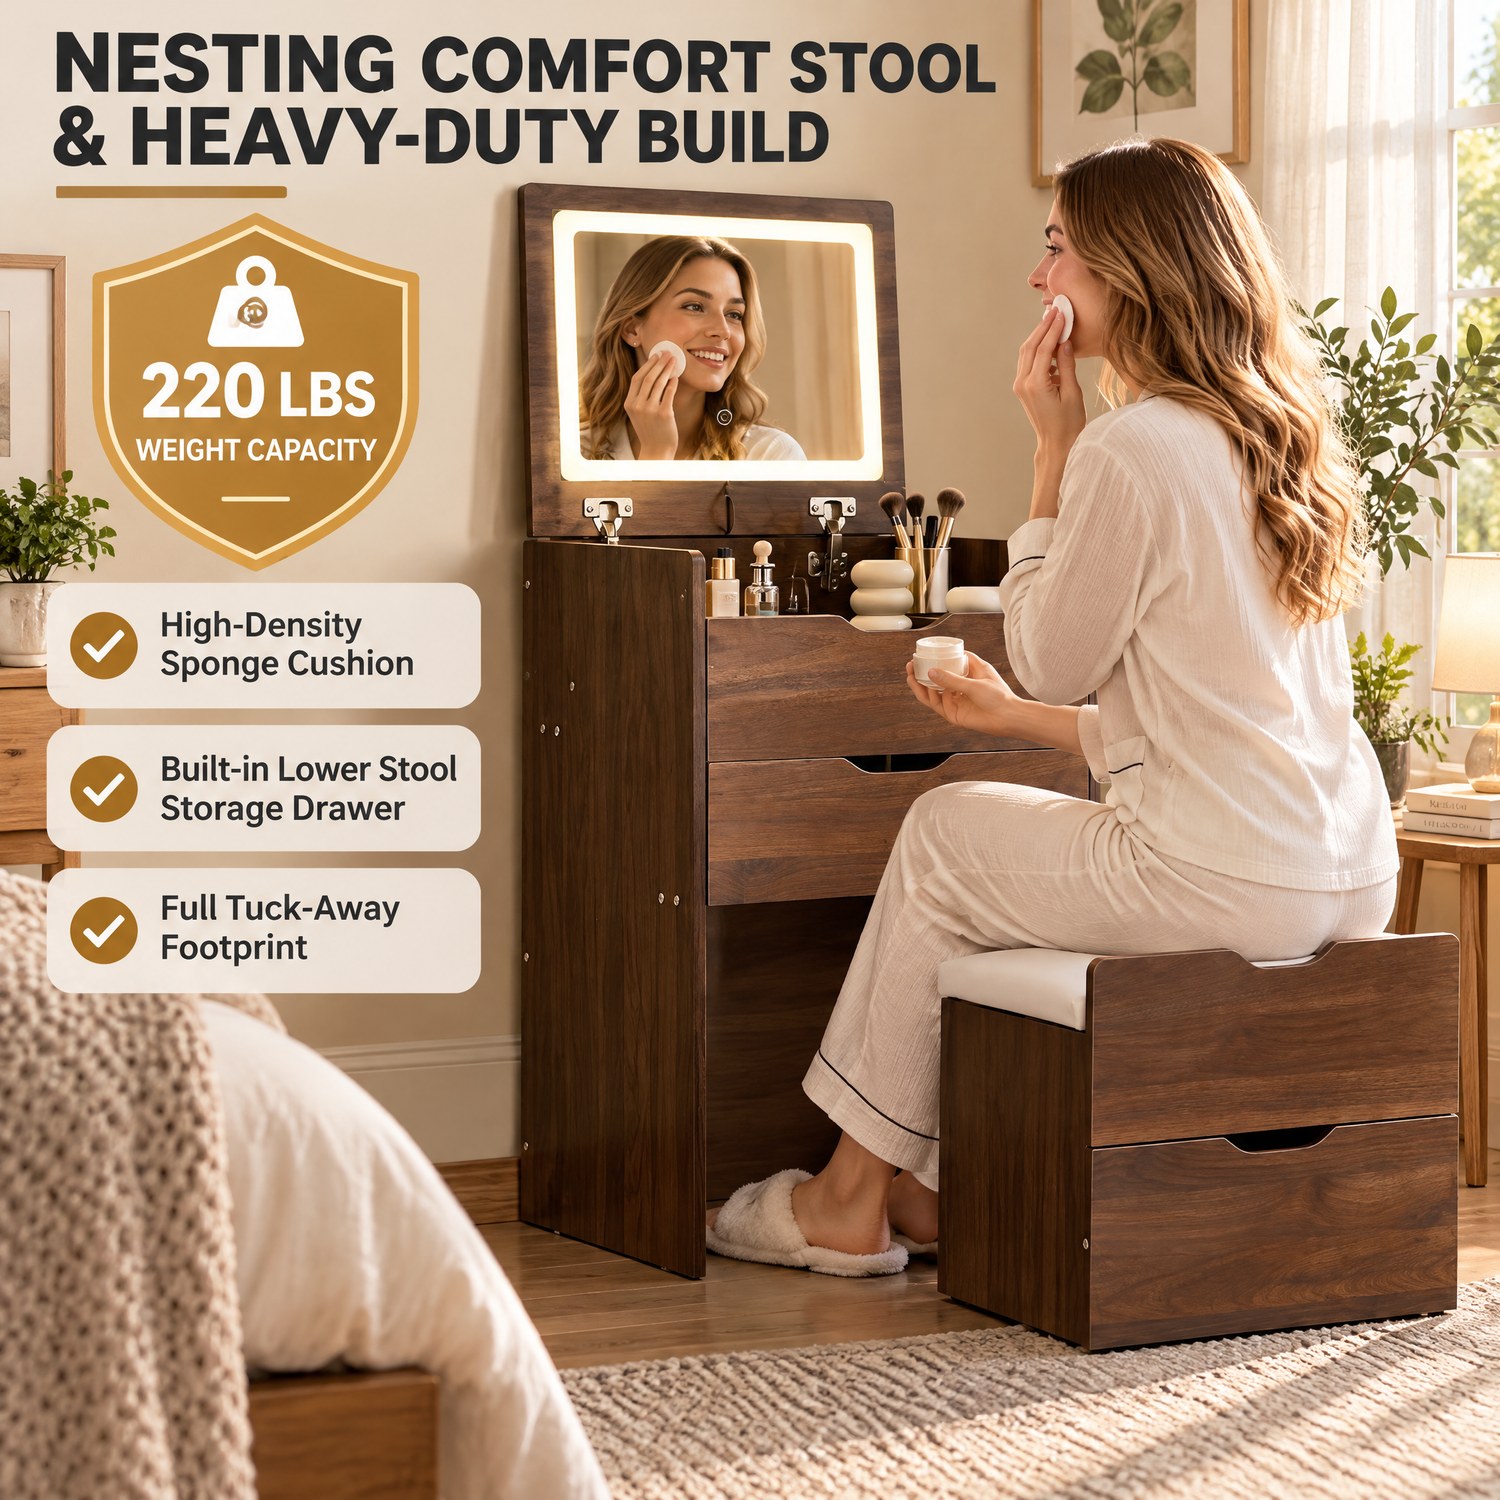 NESTING COMFORT STOOL
& HEAVY-DUTY BUILD
220 LBS
WEIGHT CAPACITY
High-Density
Sponge Cushion
Built-in Lower Stool
Storage Drawer
Full Tuck-Away
Footprint